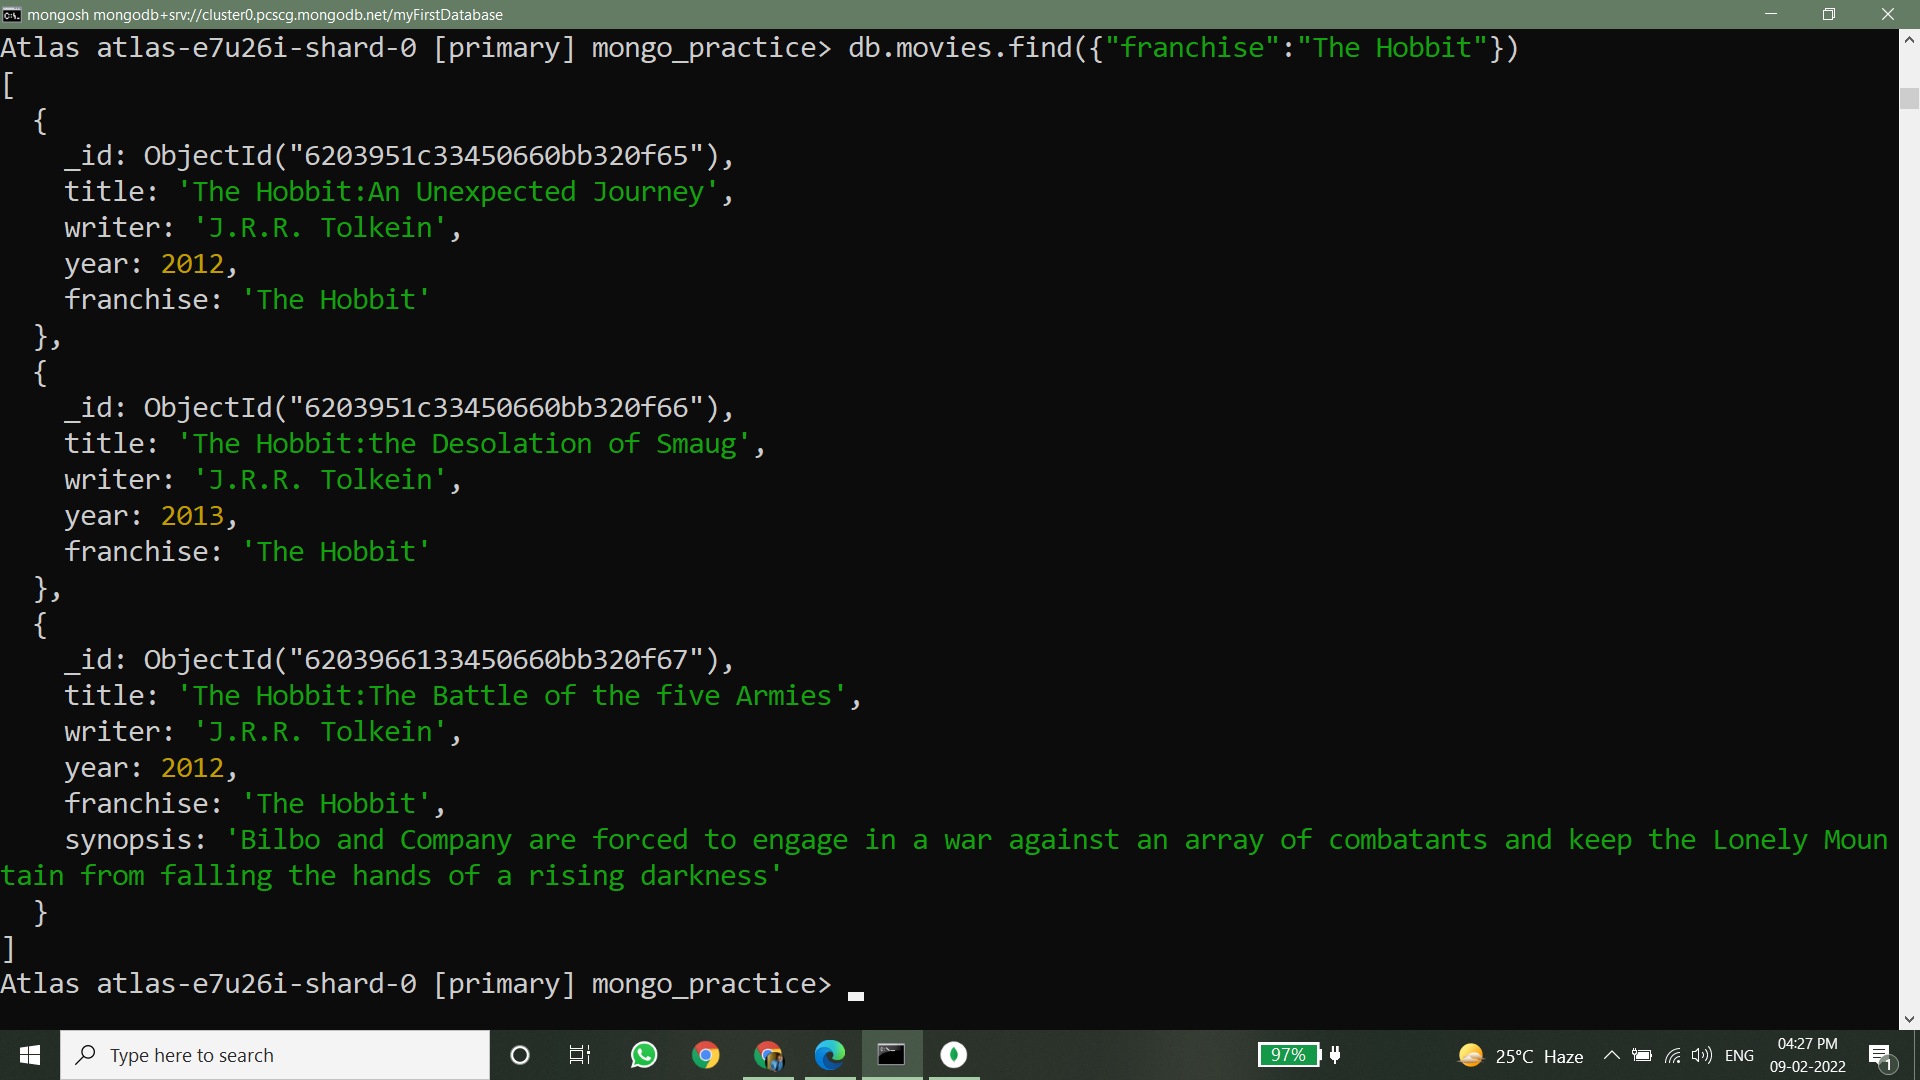 mongosh mongodb+srv://cluster0.pcscg.mongodb.net/myFirstDatabase
Atlas atlas-e7u26i-shard-0 [primary] mongo_practice> db.movies.find({"franchise":"The Hobbit"})
[
  {
    _id: ObjectId("6203951c33450660bb320f65"),
    title: 'The Hobbit:An Unexpected Journey',
    writer: 'J.R.R. Tolkein',
    year: 2012,
    franchise: 'The Hobbit'
  },
  {
    _id: ObjectId("6203951c33450660bb320f66"),
    title: 'The Hobbit:the Desolation of Smaug',
    writer: 'J.R.R. Tolkein',
    year: 2013,
    franchise: 'The Hobbit'
  },
  {
    _id: ObjectId("6203966133450660bb320f67"),
    title: 'The Hobbit:The Battle of the five Armies',
    writer: 'J.R.R. Tolkein',
    year: 2012,
    franchise: 'The Hobbit',
    synopsis: 'Bilbo and Company are forced to engage in a war against an array of combatants and keep the Lonely Moun
tain from falling the hands of a rising darkness'
  }
]
Atlas atlas-e7u26i-shard-0 [primary] mongo_practice>
Type here to search
97%
25°C Haze
ENG
04:27 PM
09-02-2022
1